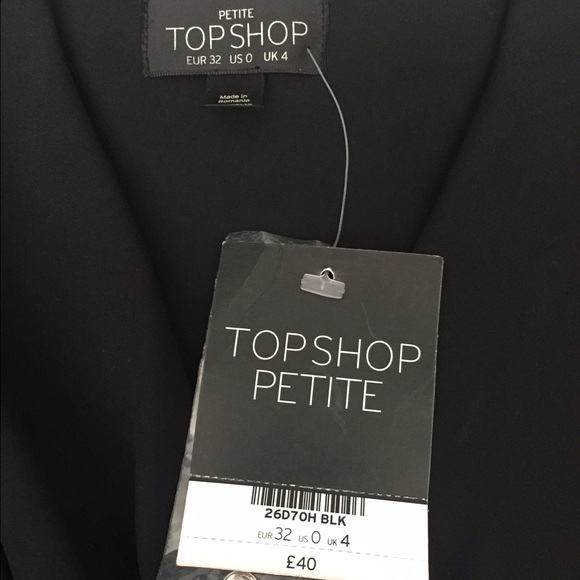 PETITE
TOPSHOP
EUR 32 US 0 UK 4
Made in
Romania
TOPSHOP
PETITE
26D70H BLK
EUR 32 US 0 UK 4
£40